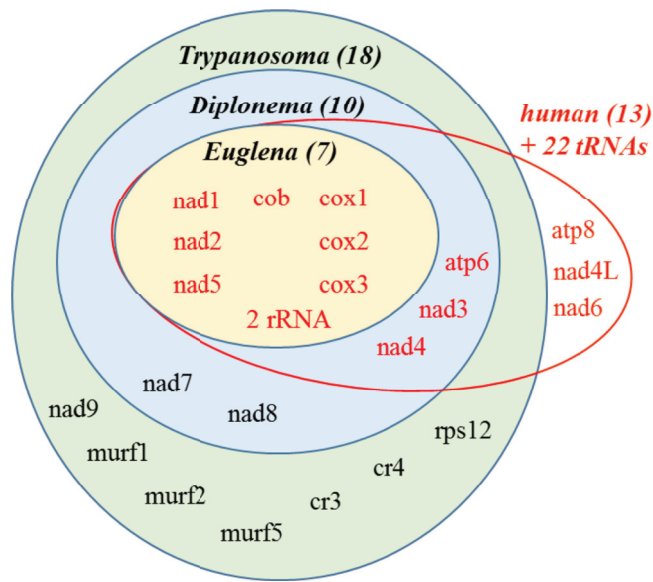 Trypanosoma (18)
Diplonema (10)
human (13)
+ 22 tRNAs
Euglena (7)
nad1 cob cox1
nad2 cox2
nad5 cox3
2 rRNA
atp6
nad3
nad4
atp8
nad4L
nad6
nad7
nad8
nad9
murf1
murf2
murf5
cr3
cr4
rps12